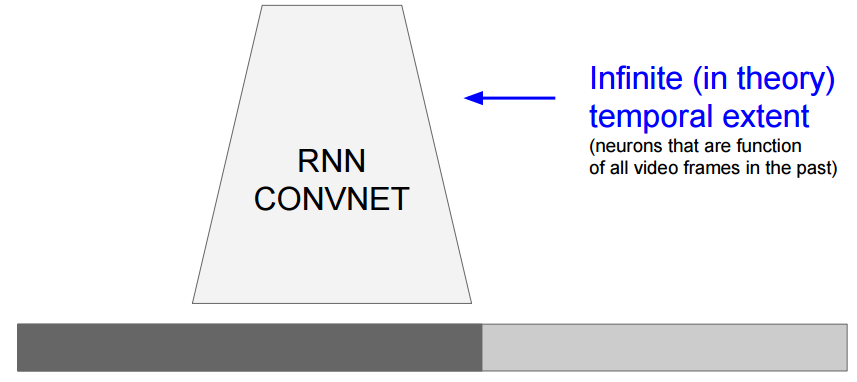 RNN
CONVNET
Infinite (in theory)
temporal extent
(neurons that are function
of all video frames in the past)